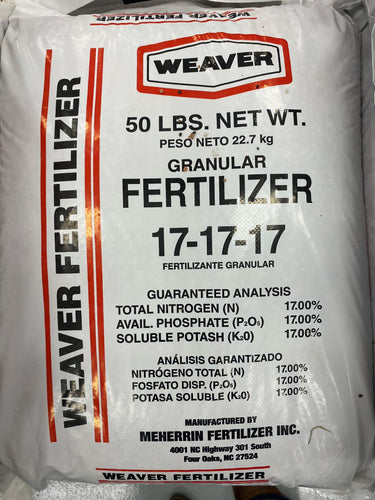 WEAVER
50 LBS. NET WT.
PESO NETO 22.7 kg
GRANULAR
FERTILIZER
17-17-17
FERTILIZANTE GRANULAR
GUARANTEED ANALYSIS
TOTAL NITROGEN (N) 17.00%
AVAIL. PHOSPHATE (P₂O₅) 17.00%
SOLUBLE POTASH (K₂0) 17.00%
ANÁLISIS GARANTIZADO
NITRÓGENO TOTAL (N) 17.00%
FOSFATO DISP. (P₂O₅) 17.00%
POTASA SOLUBLE (K₂0) 17.00%
MANUFACTURED BY
MEHERRIN FERTILIZER INC.
4001 NC Highway 301 South
Four Oaks, NC 27524
WEAVER FERTILIZER
WEAVER FERTILIZER